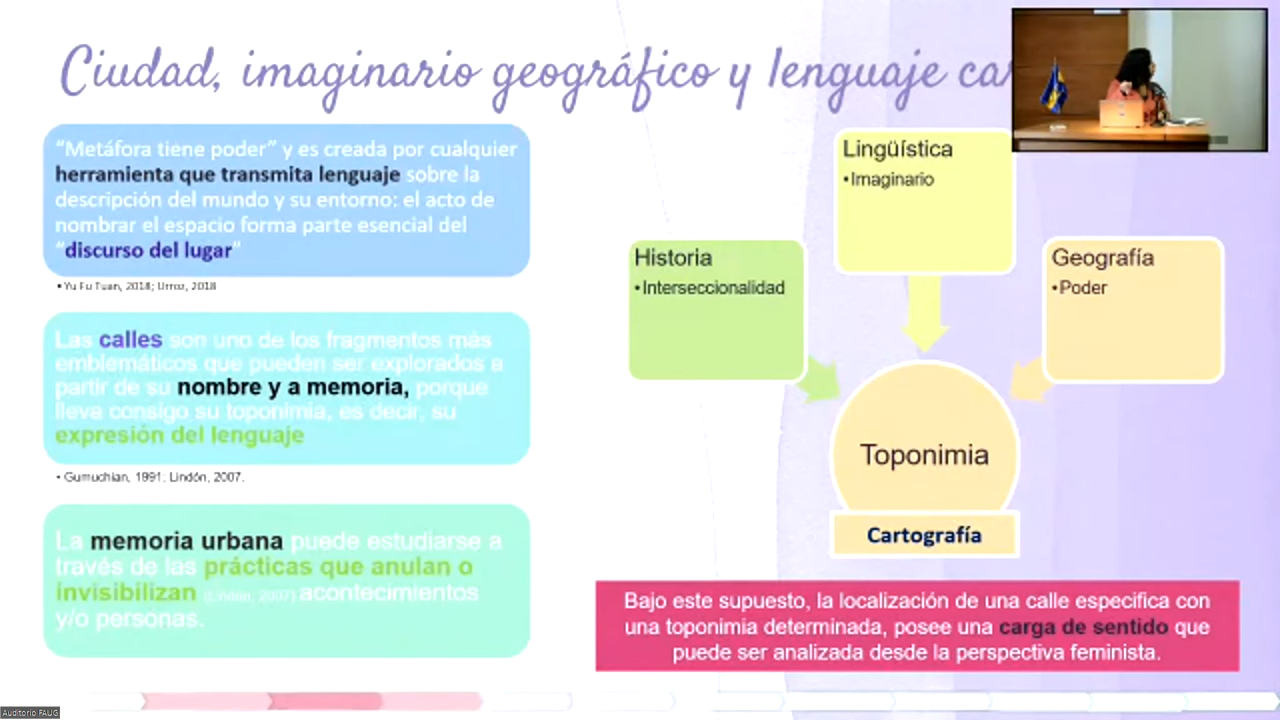 Ciudad, imaginario geográfico y lenguaje car
“Metáfora tiene poder” y es creada por cualquier
herramienta que transmita lenguaje sobre la
descripción del mundo y su entorno: el acto de
nombrar el espacio forma parte esencial del
“discurso del lugar”
• Yu Fu Tuan, 2018; Urroz, 2018
Las calles son uno de los fragmentos más
emblemáticos que pueden ser explorados a
partir de su nombre y a memoria, porque
lleva consigo su toponimia, es decir, su
expresión del lenguaje
• Gumuchian, 1991; Lindón, 2007.
La memoria urbana puede estudiarse a
través de las prácticas que anulan o
invisibilizan (Lindón, 2007) acontecimientos
y/o personas.
Lingüística
•Imaginario
Historia
•Interseccionalidad
Geografía
•Poder
Toponimia
Cartografía
Bajo este supuesto, la localización de una calle especifica con
una toponimia determinada, posee una carga de sentido que
puede ser analizada desde la perspectiva feminista.
Auditorio FAUG